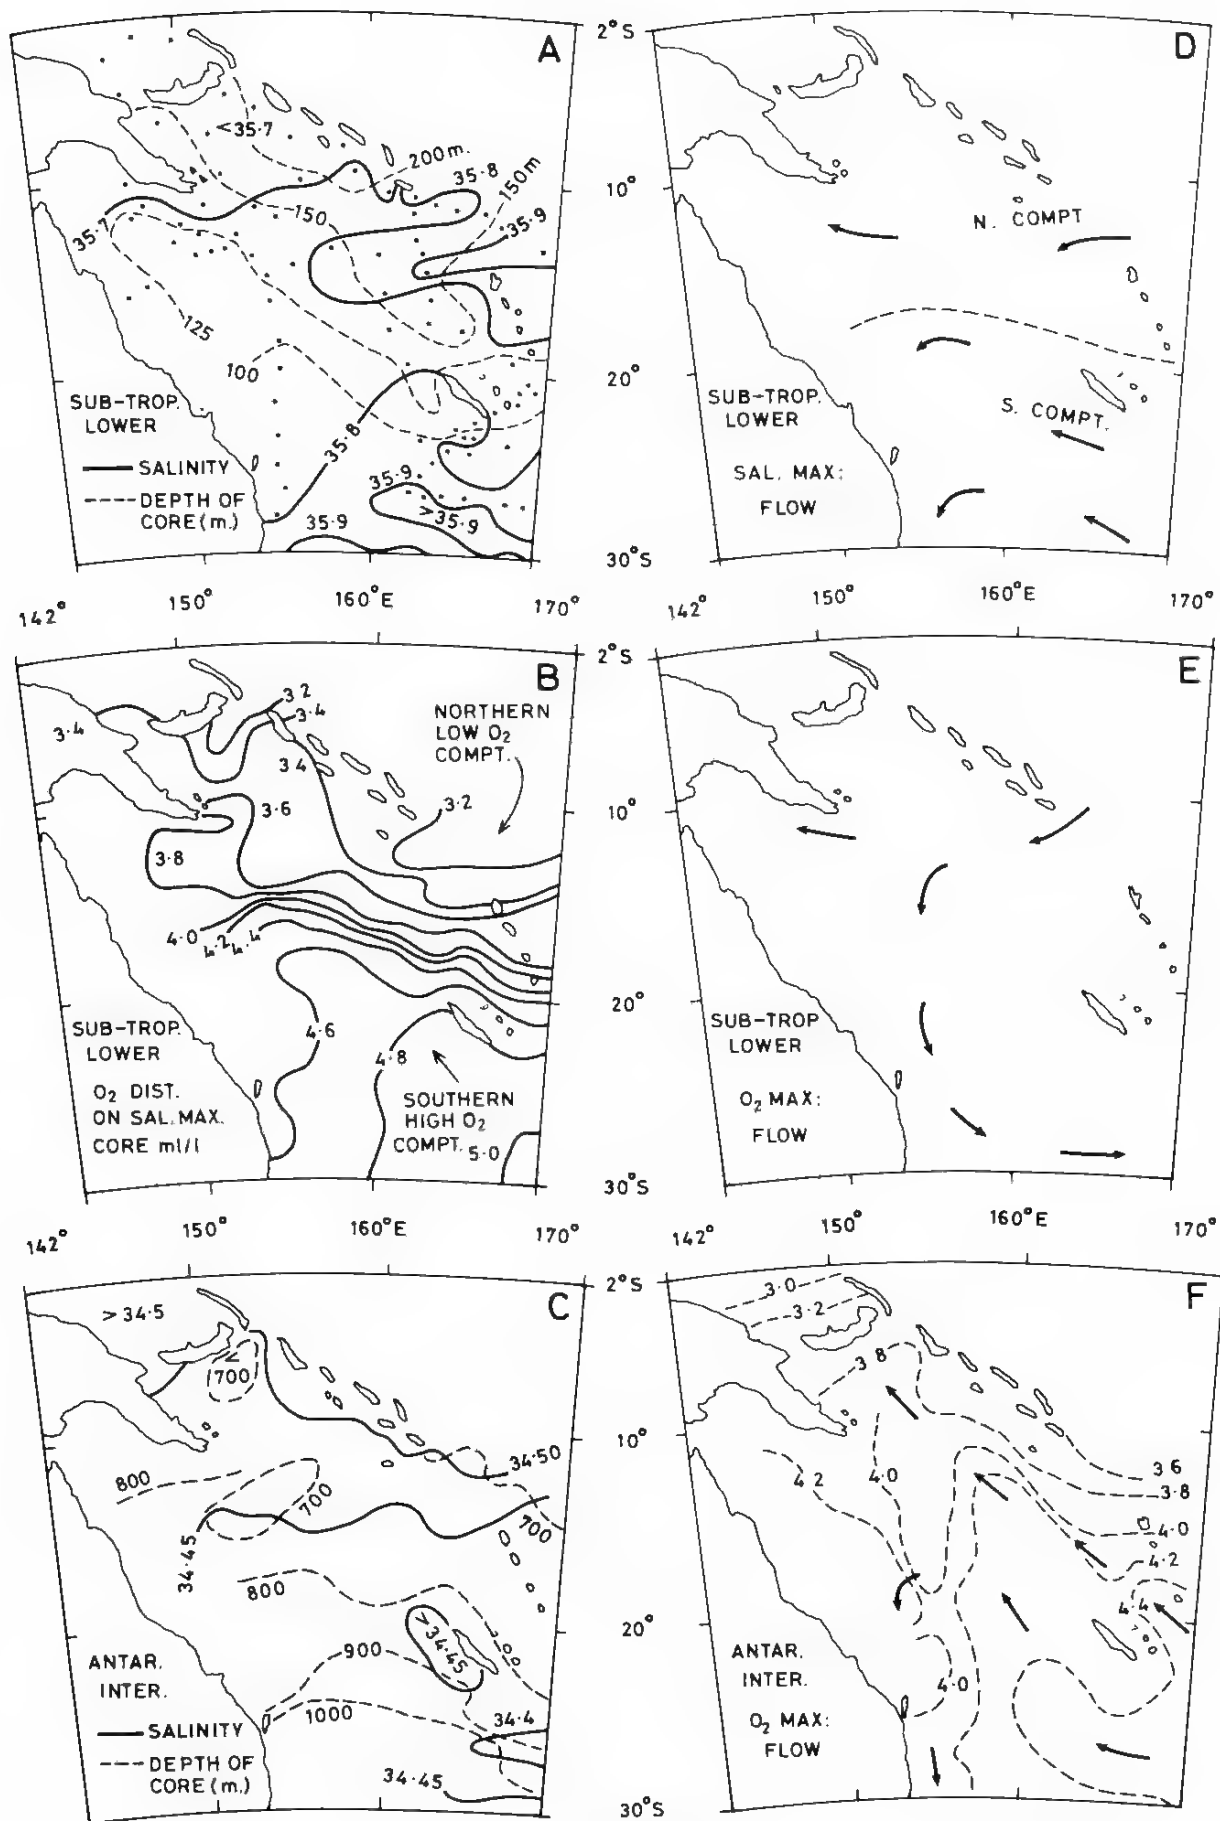 A
<35·7
200m.
35·8
150m
35·9
150
35·7
125
100
35·8
35·9
>35·9
35·9
SUB-TROP.
LOWER
SALINITY
DEPTH OF
CORE (m.)
2°S
10°
20°
30°S
142°
150°
160°E
170°
D
N. COMPT
S. COMPT.
SUB-TROP.
LOWER
SAL. MAX:
FLOW
142°
150°
160°E
170°
B
3·2
3·4
3·4
3·4
NORTHERN
LOW O2
COMPT.
3·6
3·2
3·8
4·0
4·2
4·4
4·6
4·8
5·0
SOUTHERN
HIGH O2
COMPT.
SUB-TROP.
LOWER
O2 DIST.
ON SAL. MAX.
CORE ml/l
2°S
10°
20°
30°S
142°
150°
160°E
170°
E
SUB-TROP
LOWER
O2 MAX:
FLOW
142°
150°
160°E
170°
C
>34·5
<
700
800
700
34·50
700
34·45
800
>34·45
900
1000
34·4
34·45
ANTAR.
INTER.
SALINITY
DEPTH OF
CORE (m.)
2°S
10°
20°
30°S
F
3·0
3·2
3·8
4·2
4·0
3·6
3·8
4·0
4·2
4·4
4·0
ANTAR.
INTER.
O2 MAX:
FLOW